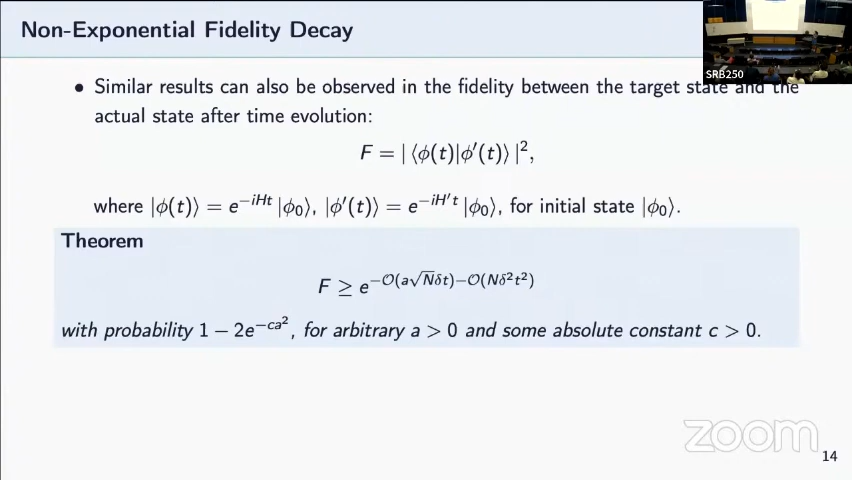 Non-Exponential Fidelity Decay
SRB250
• Similar results can also be observed in the fidelity between the target state and the
actual state after time evolution:
F = | ⟨ϕ(t)|ϕ′(t)⟩ |²,
where |ϕ(t)⟩ = e^{−iHt} |ϕ₀⟩, |ϕ′(t)⟩ = e^{−iH′t} |ϕ₀⟩, for initial state |ϕ₀⟩.
Theorem
F ≥ e^{−𝒪(a√Nδt)−𝒪(Nδ²t²)}
with probability 1 − 2e^{−ca²}, for arbitrary a > 0 and some absolute constant c > 0.
zoom
14